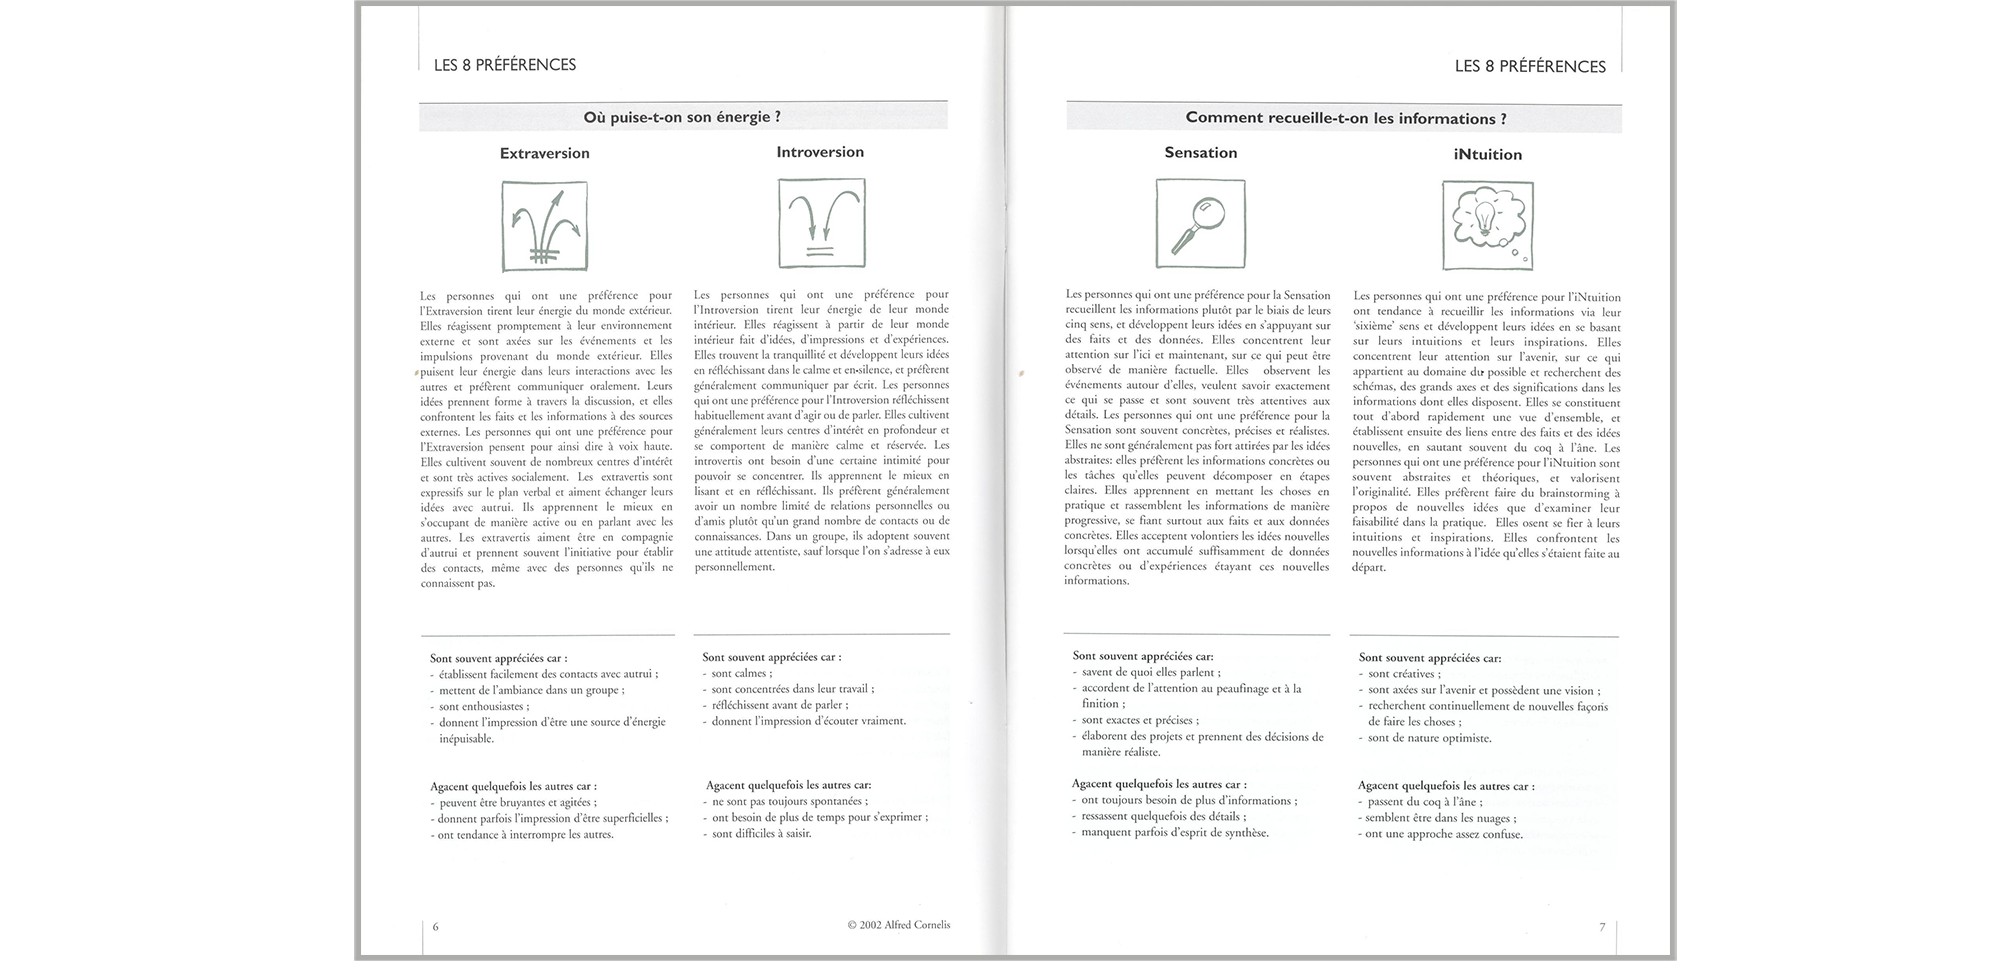 LES 8 PRÉFÉRENCES
Où puise-t-on son énergie ?
Extraversion
Les personnes qui ont une préférence pour
l'Extraversion tirent leur énergie du monde extérieur.
Elles réagissent promptement à leur environnement
externe et sont axées sur les événements et les
impulsions provenant du monde extérieur. Elles
puisent leur énergie dans leurs interactions avec les
autres et préfèrent communiquer oralement. Leurs
idées prennent forme à travers la discussion, et elles
confrontent les faits et les informations à des sources
externes. Les personnes qui ont une préférence pour
l'Extraversion pensent pour ainsi dire à voix haute.
Elles cultivent souvent de nombreux centres d'intérêt
et sont très actives socialement. Les extravertis sont
expressifs sur le plan verbal et aiment échanger leurs
idées avec autrui. Ils apprennent le mieux en
s'occupant de manière active ou en parlant avec les
autres. Les extravertis aiment être en compagnie
d'autrui et prennent souvent l'initiative pour établir
des contacts, même avec des personnes qu'ils ne
connaissent pas.
Sont souvent appréciées car :
- établissent facilement des contacts avec autrui ;
- mettent de l'ambiance dans un groupe ;
- sont enthousiastes ;
- donnent l'impression d'être une source d'énergie
inépuisable.
Agacent quelquefois les autres car :
- peuvent être bruyantes et agitées ;
- donnent parfois l'impression d'être superficielles ;
- ont tendance à interrompre les autres.
Introversion
Les personnes qui ont une préférence pour
l'Introversion tirent leur énergie de leur monde
intérieur. Elles réagissent à partir de leur monde
intérieur fait d'idées, d'impressions et d'expériences.
Elles trouvent la tranquillité et développent leurs idées
en réfléchissant dans le calme et en silence, et préfèrent
généralement communiquer par écrit. Les personnes
qui ont une préférence pour l'Introversion réfléchissent
habituellement avant d'agir ou de parler. Elles cultivent
généralement leurs centres d'intérêt en profondeur et
se comportent de manière calme et réservée. Les
introvertis ont besoin d'une certaine intimité pour
pouvoir se concentrer. Ils apprennent le mieux en
lisant et en réfléchissant. Ils préfèrent généralement
avoir un nombre limité de relations personnelles ou
d'amis plutôt qu'un grand nombre de contacts ou de
connaissances. Dans un groupe, ils adoptent souvent
une attitude attentiste, sauf lorsque l'on s'adresse à eux
personnellement.
Sont souvent appréciées car :
- sont calmes ;
- sont concentrées dans leur travail ;
- réfléchissent avant de parler ;
- donnent l'impression d'écouter vraiment.
Agacent quelquefois les autres car:
- ne sont pas toujours spontanées ;
- ont besoin de plus de temps pour s'exprimer ;
- sont difficiles à saisir.
6
© 2002 Alfred Cornelis
LES 8 PRÉFÉRENCES
Comment recueille-t-on les informations ?
Sensation
Les personnes qui ont une préférence pour la Sensation
recueillent les informations plutôt par le biais de leurs
cinq sens, et développent leurs idées en s'appuyant sur
des faits et des données. Elles concentrent leur
attention sur l'ici et maintenant, sur ce qui peut être
observé de manière factuelle. Elles observent les
événements autour d'elles, veulent savoir exactement
ce qui se passe et sont souvent très attentives aux
détails. Les personnes qui ont une préférence pour la
Sensation sont souvent concrètes, précises et réalistes.
Elles ne sont généralement pas fort attirées par les idées
abstraites: elles préfèrent les informations concrètes ou
les tâches qu'elles peuvent décomposer en étapes
claires. Elles apprennent en mettant les choses en
pratique et rassemblent les informations de manière
progressive, se fiant surtout aux faits et aux données
concrètes. Elles acceptent volontiers les idées nouvelles
lorsqu'elles ont accumulé suffisamment de données
concrètes ou d'expériences étayant ces nouvelles
informations.
Sont souvent appréciées car:
- savent de quoi elles parlent ;
- accordent de l'attention au peaufinage et à la
finition ;
- sont exactes et précises ;
- élaborent des projets et prennent des décisions de
manière réaliste.
Agacent quelquefois les autres car :
- ont toujours besoin de plus d'informations ;
- ressassent quelquefois des détails ;
- manquent parfois d'esprit de synthèse.
iNtuition
Les personnes qui ont une préférence pour l'iNtuition
ont tendance à recueillir les informations via leur
'sixième' sens et développent leurs idées en se basant
sur leurs intuitions et leurs inspirations. Elles
concentrent leur attention sur l'avenir, sur ce qui
appartient au domaine du possible et recherchent des
schémas, des grands axes et des significations dans les
informations dont elles disposent. Elles se constituent
tout d'abord rapidement une vue d'ensemble, et
établissent ensuite des liens entre des faits et des idées
nouvelles, en sautant souvent du coq à l'âne. Les
personnes qui ont une préférence pour l'iNtuition sont
souvent abstraites et théoriques, et valorisent
l'originalité. Elles préfèrent faire du brainstorming à
propos de nouvelles idées que d'examiner leur
faisabilité dans la pratique. Elles osent se fier à leurs
intuitions et inspirations. Elles confrontent les
nouvelles informations à l'idée qu'elles s'étaient faite au
départ.
Sont souvent appréciées car:
- sont créatives ;
- sont axées sur l'avenir et possèdent une vision ;
- recherchent continuellement de nouvelles façons
de faire les choses ;
- sont de nature optimiste.
Agacent quelquefois les autres car :
- passent du coq à l'âne ;
- semblent être dans les nuages ;
- ont une approche assez confuse.
7